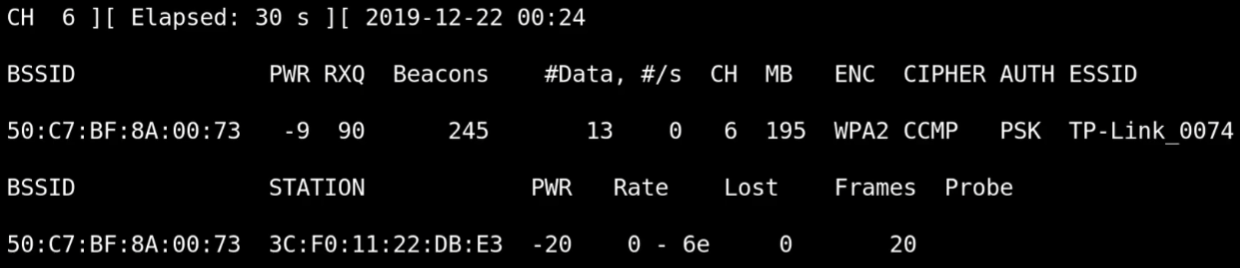 CH  6 ][ Elapsed: 30 s ][ 2019-12-22 00:24
BSSID              PWR RXQ  Beacons    #Data, #/s  CH  MB   ENC  CIPHER AUTH ESSID
50:C7:BF:8A:00:73   -9  90      245       13    0   6  195  WPA2 CCMP   PSK  TP-Link_0074
BSSID              STATION            PWR   Rate    Lost    Frames  Probe
50:C7:BF:8A:00:73  3C:F0:11:22:DB:E3  -20    0 - 6e     0       20